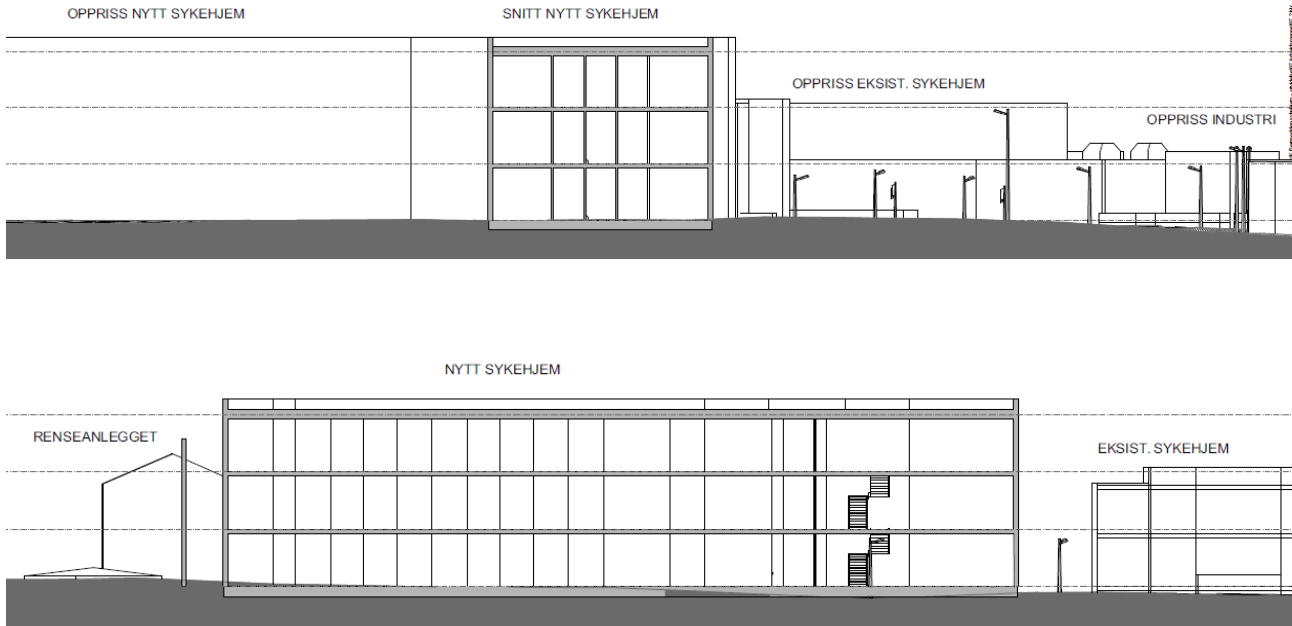 OPPRISS NYTT SYKEHJEM
SNITT NYTT SYKEHJEM
OPPRISS EKSIST. SYKEHJEM
OPPRISS INDUSTRI
NYTT SYKEHJEM
RENSEANLEGGET
EKSIST. SYKEHJEM